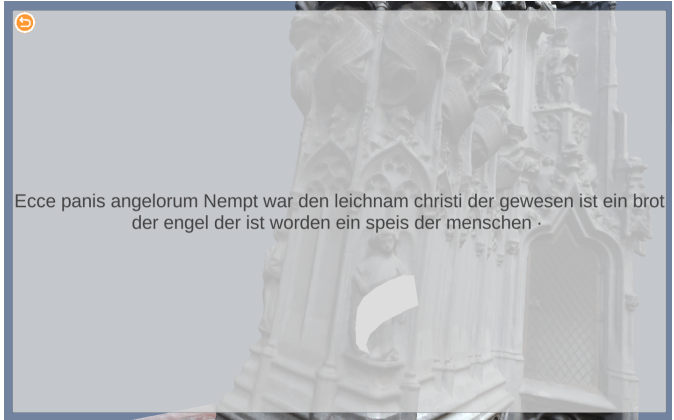 Ecce panis angelorum Nempt war den leichnam christi der gewesen ist ein brot
der engel der ist worden ein speis der menschen ·